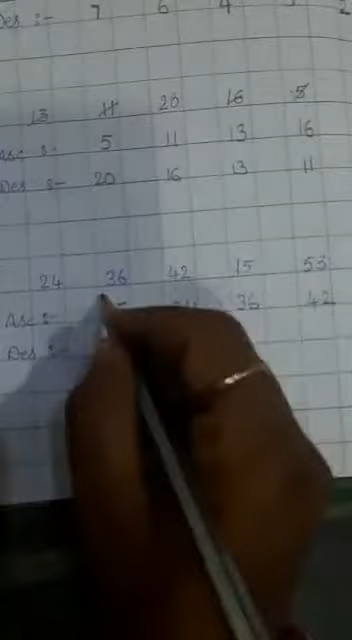 Des :- 7 6 4
13 11 20 16 5
Asc :- 5 11 13 16
Des :- 20 16 13 11
24 36 42 15 53
Asc :- 36 42
Des :-